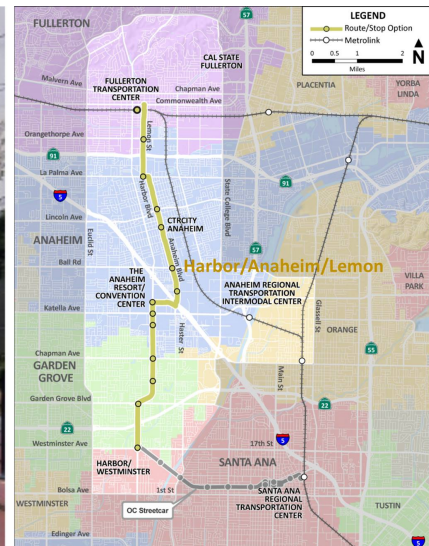 FULLERTON
57
LEGEND
Route/Stop Option
Metrolink
0 0.5 1 2
Miles
N
CAL STATE
FULLERTON
FULLERTON
TRANSPORTATION
CENTER
Malvern Ave
Chapman Ave
Commonwealth Ave
PLACENTIA
YORBA
LINDA
Orangethorpe Ave
Lemon St
91
La Palma Ave
5
Harbor Blvd
State College Blvd
91
Lincoln Ave
Euclid St
CTRCITY
ANAHEIM
57
ANAHEIM
Anaheim Blvd
Ball Rd
Harbor/Anaheim/Lemon
THE
ANAHEIM
RESORT/
CONVENTION
CENTER
ANAHEIM REGIONAL
TRANSPORTATION
INTERMODAL CENTER
Glassell St
VILLA
PARK
Katella Ave
Haster St
ORANGE
55
Chapman Ave
Main St
GARDEN
GROVE
Garden Grove Blvd
22
22
Westminster Ave
17th St
5
HARBOR/
WESTMINSTER
SANTA ANA
Bolsa Ave
1st St
WESTMINSTER
OC Streetcar
SANTA ANA
REGIONAL
TRANSPORTATION
CENTER
TUSTIN
Edinger Ave
5